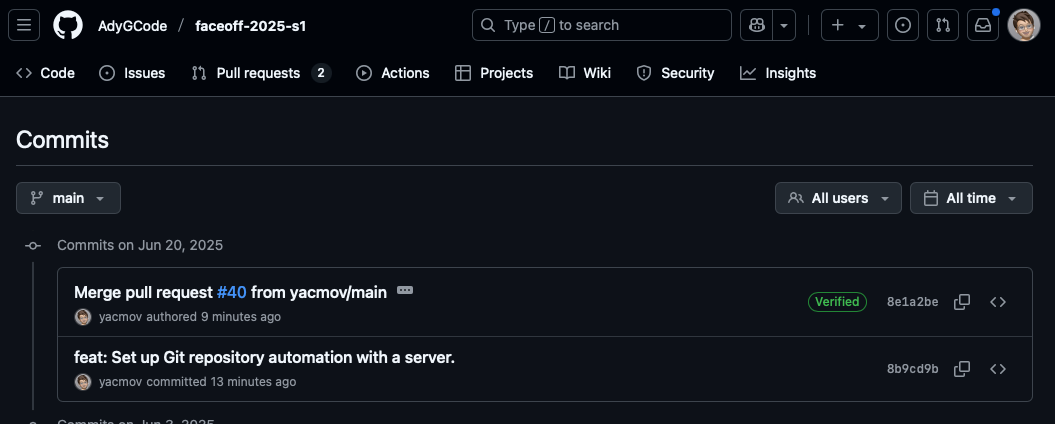 AdyGCode / faceoff-2025-s1
Type / to search
Code
Issues
Pull requests 2
Actions
Projects
Wiki
Security
Insights
Commits
main
All users
All time
Commits on Jun 20, 2025
Merge pull request #40 from yacmov/main
yacmov authored 9 minutes ago
Verified
8e1a2be
feat: Set up Git repository automation with a server.
yacmov committed 13 minutes ago
8b9cd9b
Commits on Jun 3, 2025